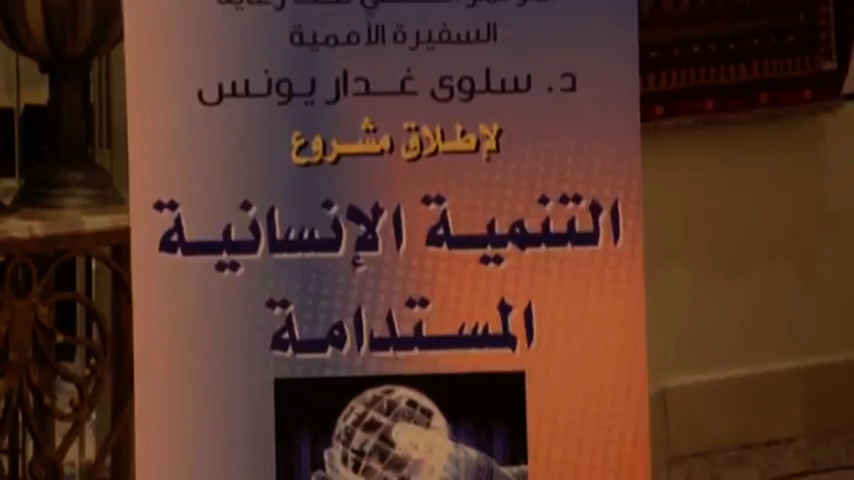 السفيرة الأممية
د. سلوى غدار يونس
لإطلاق مشروع
التنمية الإنسانية
المستدامة